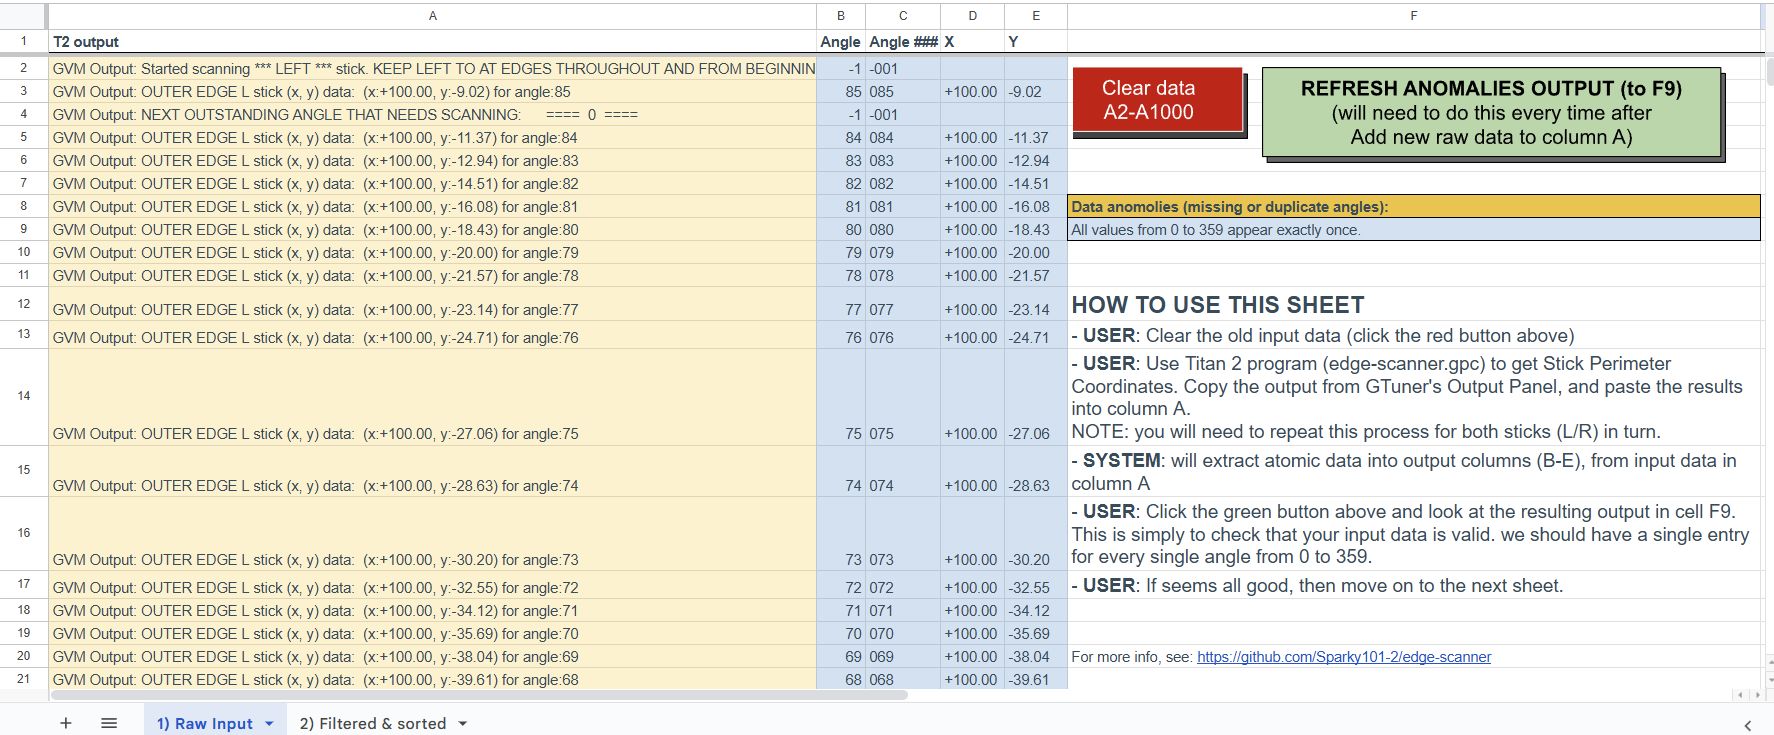 A B C D E F
1 T2 output Angle Angle ### X Y
2 GVM Output: Started scanning *** LEFT *** stick. KEEP LEFT TO AT EDGES THROUGHOUT AND FROM BEGINNIN -1 -001
3 GVM Output: OUTER EDGE L stick (x, y) data: (x:+100.00, y:-9.02) for angle:85 85 085 +100.00 -9.02
4 GVM Output: NEXT OUTSTANDING ANGLE THAT NEEDS SCANNING: ==== 0 ==== -1 -001
5 GVM Output: OUTER EDGE L stick (x, y) data: (x:+100.00, y:-11.37) for angle:84 84 084 +100.00 -11.37
6 GVM Output: OUTER EDGE L stick (x, y) data: (x:+100.00, y:-12.94) for angle:83 83 083 +100.00 -12.94
7 GVM Output: OUTER EDGE L stick (x, y) data: (x:+100.00, y:-14.51) for angle:82 82 082 +100.00 -14.51
8 GVM Output: OUTER EDGE L stick (x, y) data: (x:+100.00, y:-16.08) for angle:81 81 081 +100.00 -16.08
9 GVM Output: OUTER EDGE L stick (x, y) data: (x:+100.00, y:-18.43) for angle:80 80 080 +100.00 -18.43
10 GVM Output: OUTER EDGE L stick (x, y) data: (x:+100.00, y:-20.00) for angle:79 79 079 +100.00 -20.00
11 GVM Output: OUTER EDGE L stick (x, y) data: (x:+100.00, y:-21.57) for angle:78 78 078 +100.00 -21.57
12 GVM Output: OUTER EDGE L stick (x, y) data: (x:+100.00, y:-23.14) for angle:77 77 077 +100.00 -23.14
13 GVM Output: OUTER EDGE L stick (x, y) data: (x:+100.00, y:-24.71) for angle:76 76 076 +100.00 -24.71
14 GVM Output: OUTER EDGE L stick (x, y) data: (x:+100.00, y:-27.06) for angle:75 75 075 +100.00 -27.06
15 GVM Output: OUTER EDGE L stick (x, y) data: (x:+100.00, y:-28.63) for angle:74 74 074 +100.00 -28.63
16 GVM Output: OUTER EDGE L stick (x, y) data: (x:+100.00, y:-30.20) for angle:73 73 073 +100.00 -30.20
17 GVM Output: OUTER EDGE L stick (x, y) data: (x:+100.00, y:-32.55) for angle:72 72 072 +100.00 -32.55
18 GVM Output: OUTER EDGE L stick (x, y) data: (x:+100.00, y:-34.12) for angle:71 71 071 +100.00 -34.12
19 GVM Output: OUTER EDGE L stick (x, y) data: (x:+100.00, y:-35.69) for angle:70 70 070 +100.00 -35.69
20 GVM Output: OUTER EDGE L stick (x, y) data: (x:+100.00, y:-38.04) for angle:69 69 069 +100.00 -38.04
21 GVM Output: OUTER EDGE L stick (x, y) data: (x:+100.00, y:-39.61) for angle:68 68 068 +100.00 -39.61
Clear data
A2-A1000
REFRESH ANOMALIES OUTPUT (to F9)
(will need to do this every time after
Add new raw data to column A)
Data anomolies (missing or duplicate angles):
All values from 0 to 359 appear exactly once.
HOW TO USE THIS SHEET
- USER: Clear the old input data (click the red button above)
- USER: Use Titan 2 program (edge-scanner.gpc) to get Stick Perimeter
Coordinates. Copy the output from GTuner's Output Panel, and paste the results
into column A.
NOTE: you will need to repeat this process for both sticks (L/R) in turn.
- SYSTEM: will extract atomic data into output columns (B-E), from input data in
column A
- USER: Click the green button above and look at the resulting output in cell F9.
This is simply to check that your input data is valid. we should have a single entry
for every single angle from 0 to 359.
- USER: If seems all good, then move on to the next sheet.
For more info, see: https://github.com/Sparky101-2/edge-scanner
1) Raw Input 2) Filtered & sorted